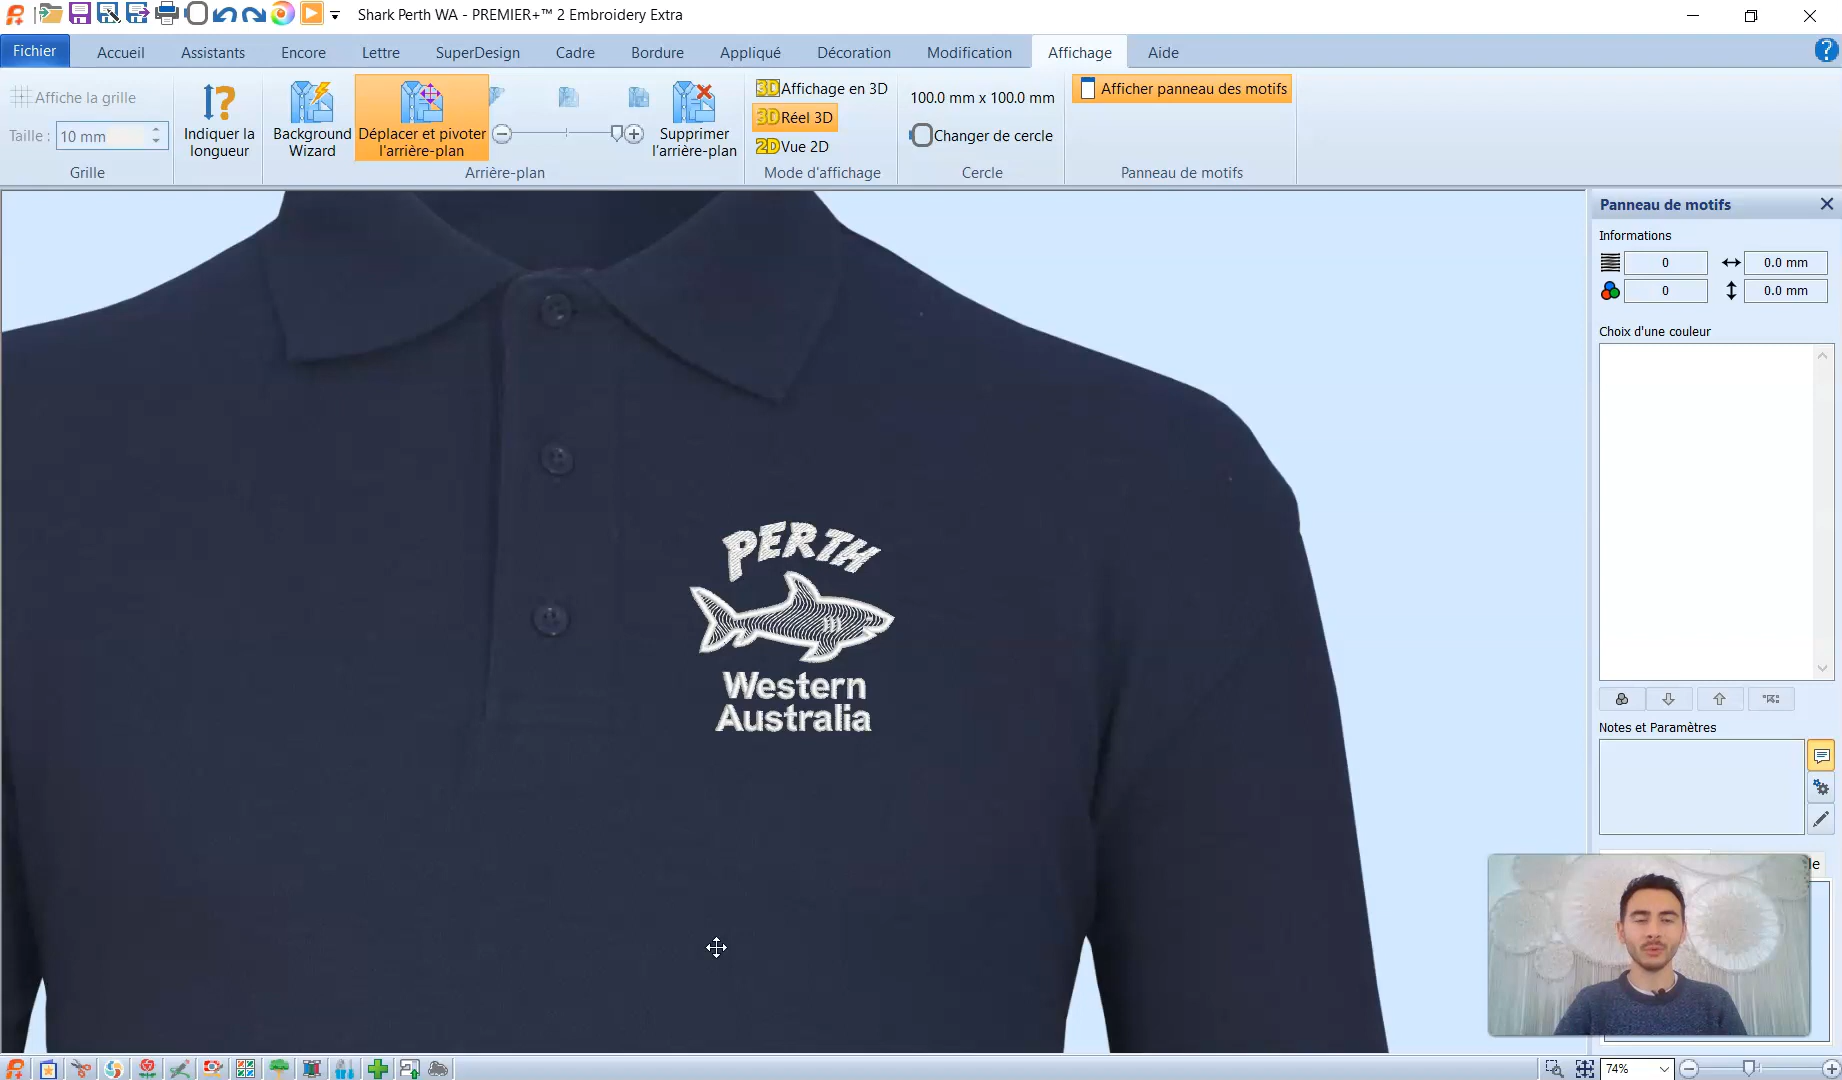 Shark Perth WA - PREMIER+™ 2 Embroidery Extra
Fichier
Accueil
Assistants
Encore
Lettre
SuperDesign
Cadre
Bordure
Appliqué
Décoration
Modification
Affichage
Aide
Affiche la grille
Taille : 10 mm
Grille
Indiquer la
longueur
Background
Wizard
Déplacer et pivoter
l'arrière-plan
Supprimer
l'arrière-plan
Arrière-plan
3D Affichage en 3D
3D Réel 3D
2D Vue 2D
Mode d'affichage
100.0 mm x 100.0 mm
Changer de cercle
Cercle
Afficher panneau des motifs
Panneau de motifs
Panneau de motifs
Informations
0
0.0 mm
0
0.0 mm
Choix d'une couleur
Notes et Paramètres
le
PERTH
Western
Australia
74%